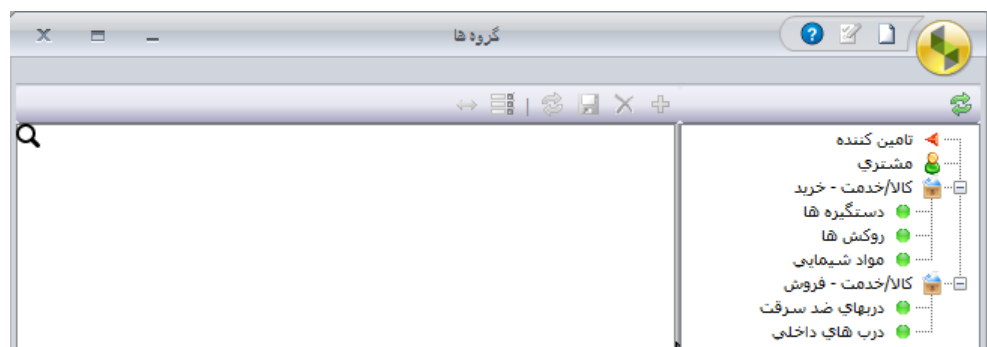 گروه ها
تامین کننده
مشتري
کالا/خدمت - خرید
دستگیره ها
روکش ها
مواد شیمایی
کالا/خدمت - فروش
دربهاي ضد سرقت
درب هاي داخلی